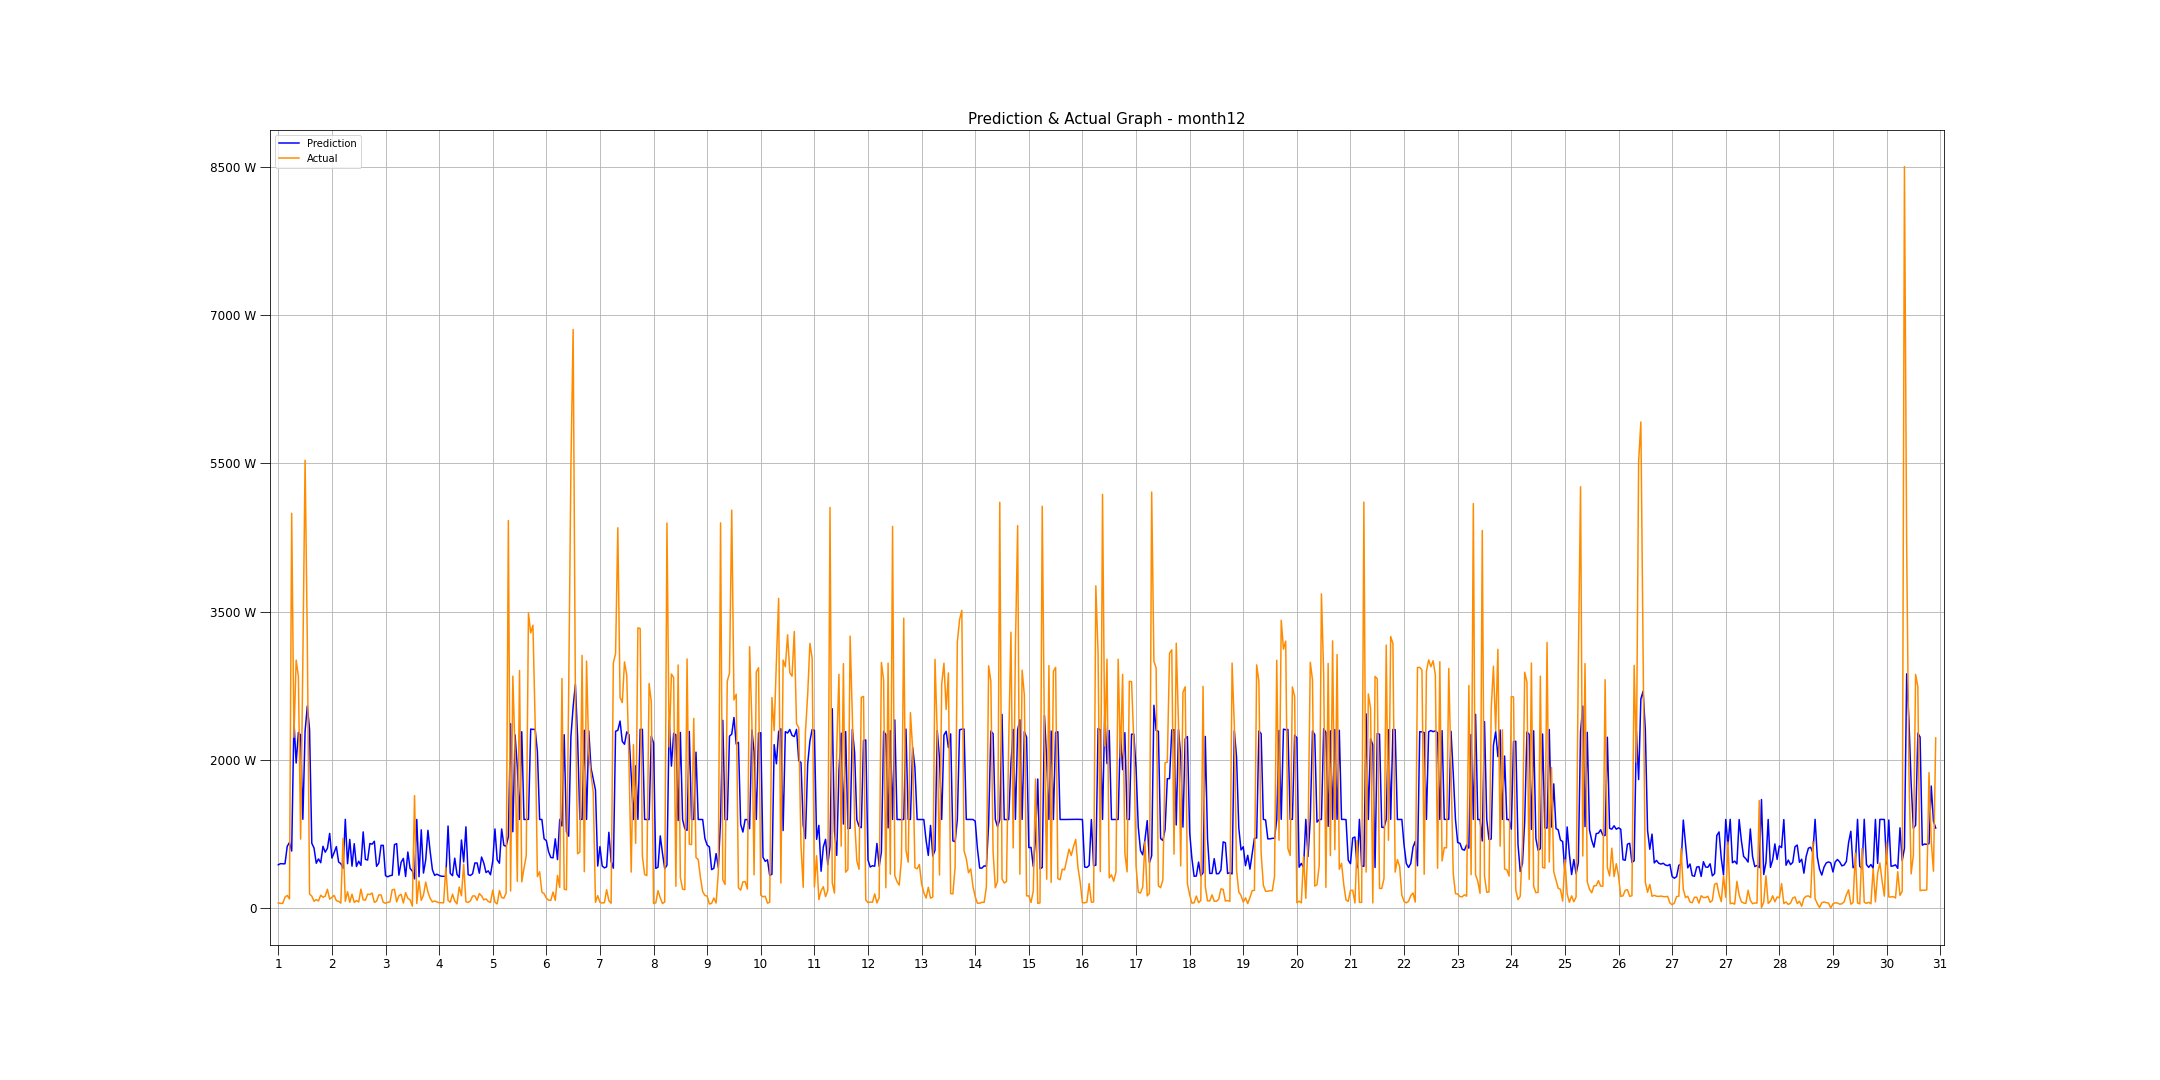 Prediction & Actual Graph - month12
Prediction
Actual
8500 W
7000 W
5500 W
3500 W
2000 W
0
1 2 3 4 5 6 7 8 9 10 11 12 13 14 15 16 17 18 19 20 21 22 23 24 25 26 27 27 28 29 30 31